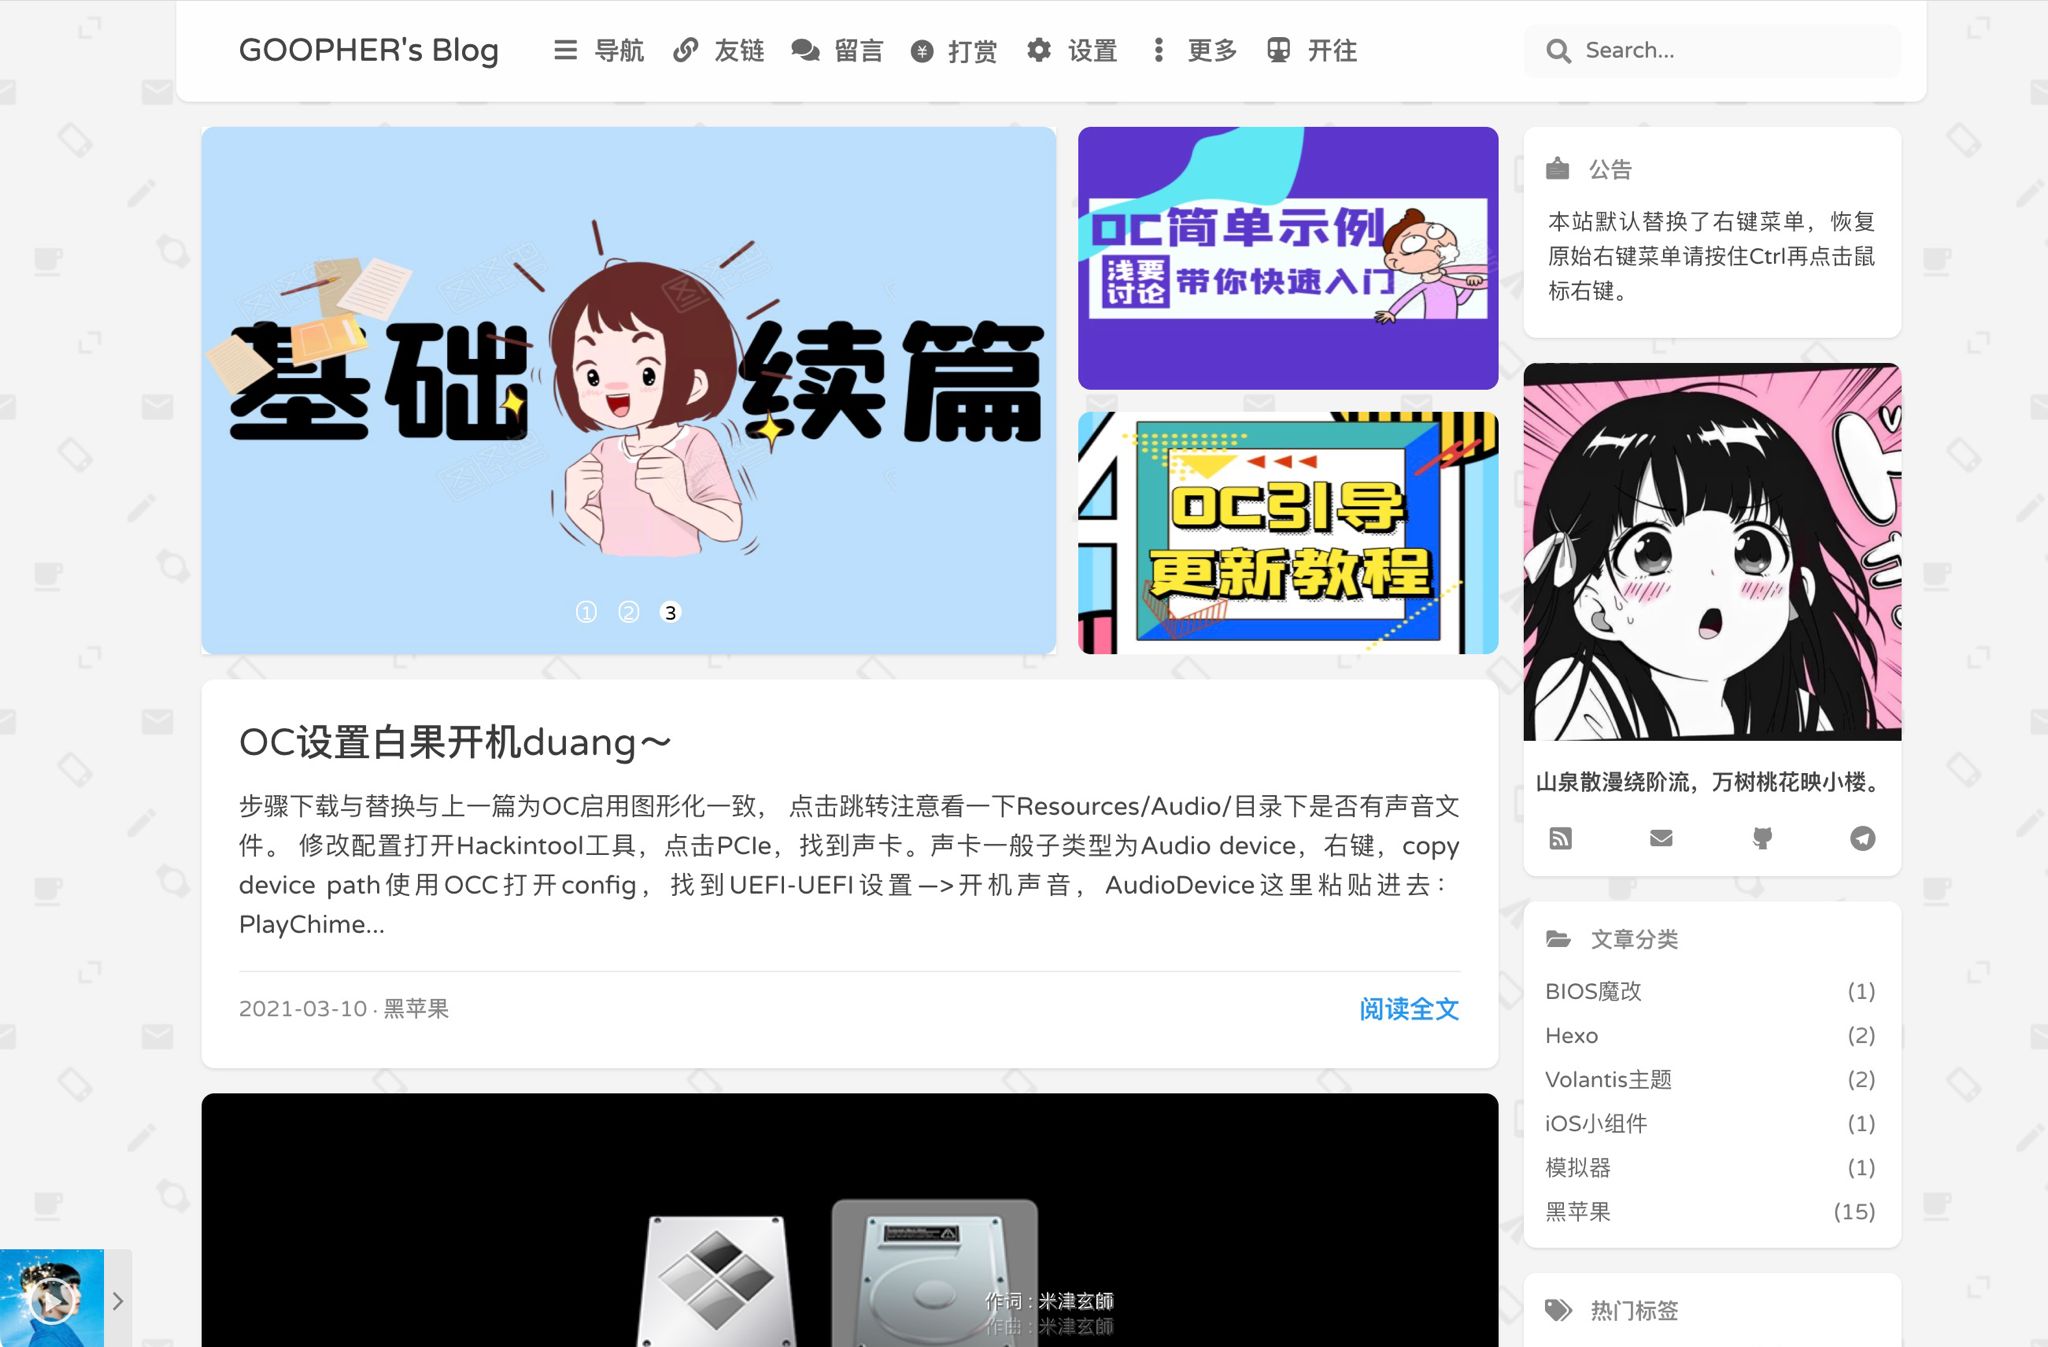 GOOPHER's Blog
导航
友链
留言
打赏
设置
更多
开往
Search...
基础
续篇
1
2
3
OC简单示例
浅要
讨论
带你快速入门
OC引导
更新教程
公告
本站默认替换了右键菜单，恢复
原始右键菜单请按住Ctrl再点击鼠
标右键。
山泉散漫绕阶流，万树桃花映小楼。
OC设置白果开机duang～
步骤下载与替换与上一篇为OC启用图形化一致， 点击跳转注意看一下Resources/Audio/目录下是否有声音文
件。 修改配置打开Hackintool工具，点击PCIe，找到声卡。声卡一般子类型为Audio device，右键，copy
device path使用OCC打开config，找到UEFI-UEFI设置—>开机声音，AudioDevice这里粘贴进去：
PlayChime...
2021-03-10 · 黑苹果
阅读全文
文章分类
BIOS魔改 (1)
Hexo (2)
Volantis主题 (2)
iOS小组件 (1)
模拟器 (1)
黑苹果 (15)
热门标签
作词 : 米津玄師
作曲 : 米津玄師